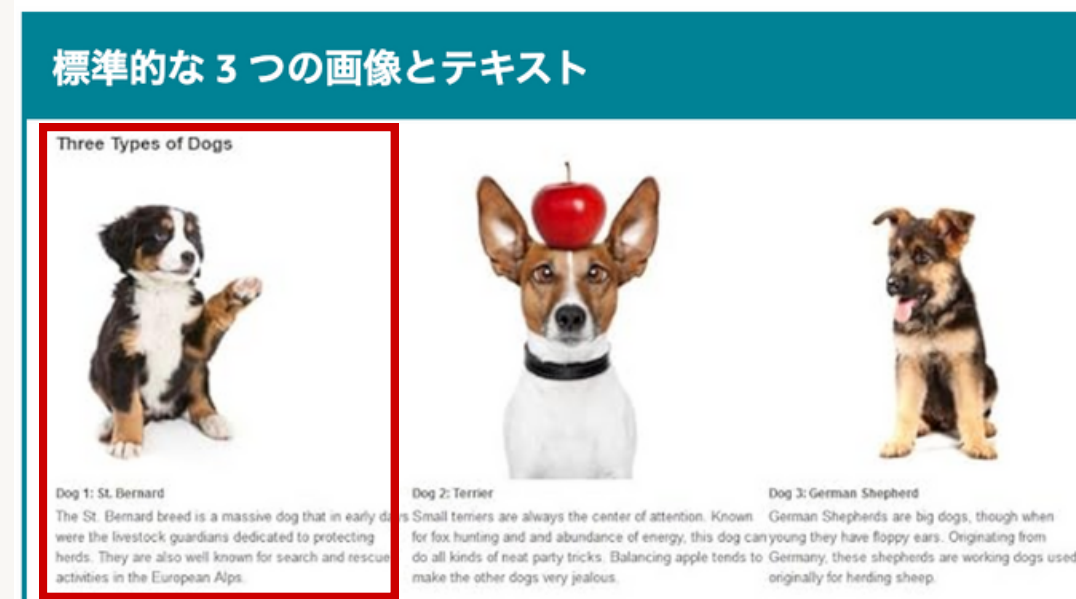 標準的な 3 つの画像とテキスト
Three Types of Dogs
Dog 1: St. Bernard
The St. Bernard breed is a massive dog that in early days
were the livestock guardians dedicated to protecting
herds. They are also well known for search and rescue
activities in the European Alps.
Dog 2: Terrier
Small terriers are always the center of attention. Known
for fox hunting and and abundance of energy, this dog can
do all kinds of neat party tricks. Balancing apple tends to
make the other dogs very jealous.
Dog 3: German Shepherd
German Shepherds are big dogs, though when
young they have floppy ears. Originating from
Germany, these shepherds are working dogs used
originally for herding sheep.